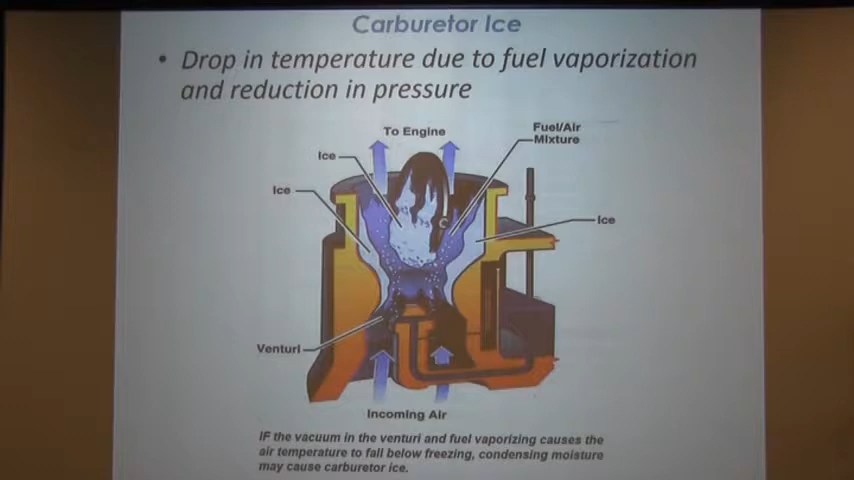 Carburetor Ice
• Drop in temperature due to fuel vaporization
and reduction in pressure
To Engine
Fuel/Air
Mixture
Ice
Ice
Ice
Venturi
Incoming Air
IF the vacuum in the venturi and fuel vaporizing causes the
air temperature to fall below freezing, condensing moisture
may cause carburetor ice.